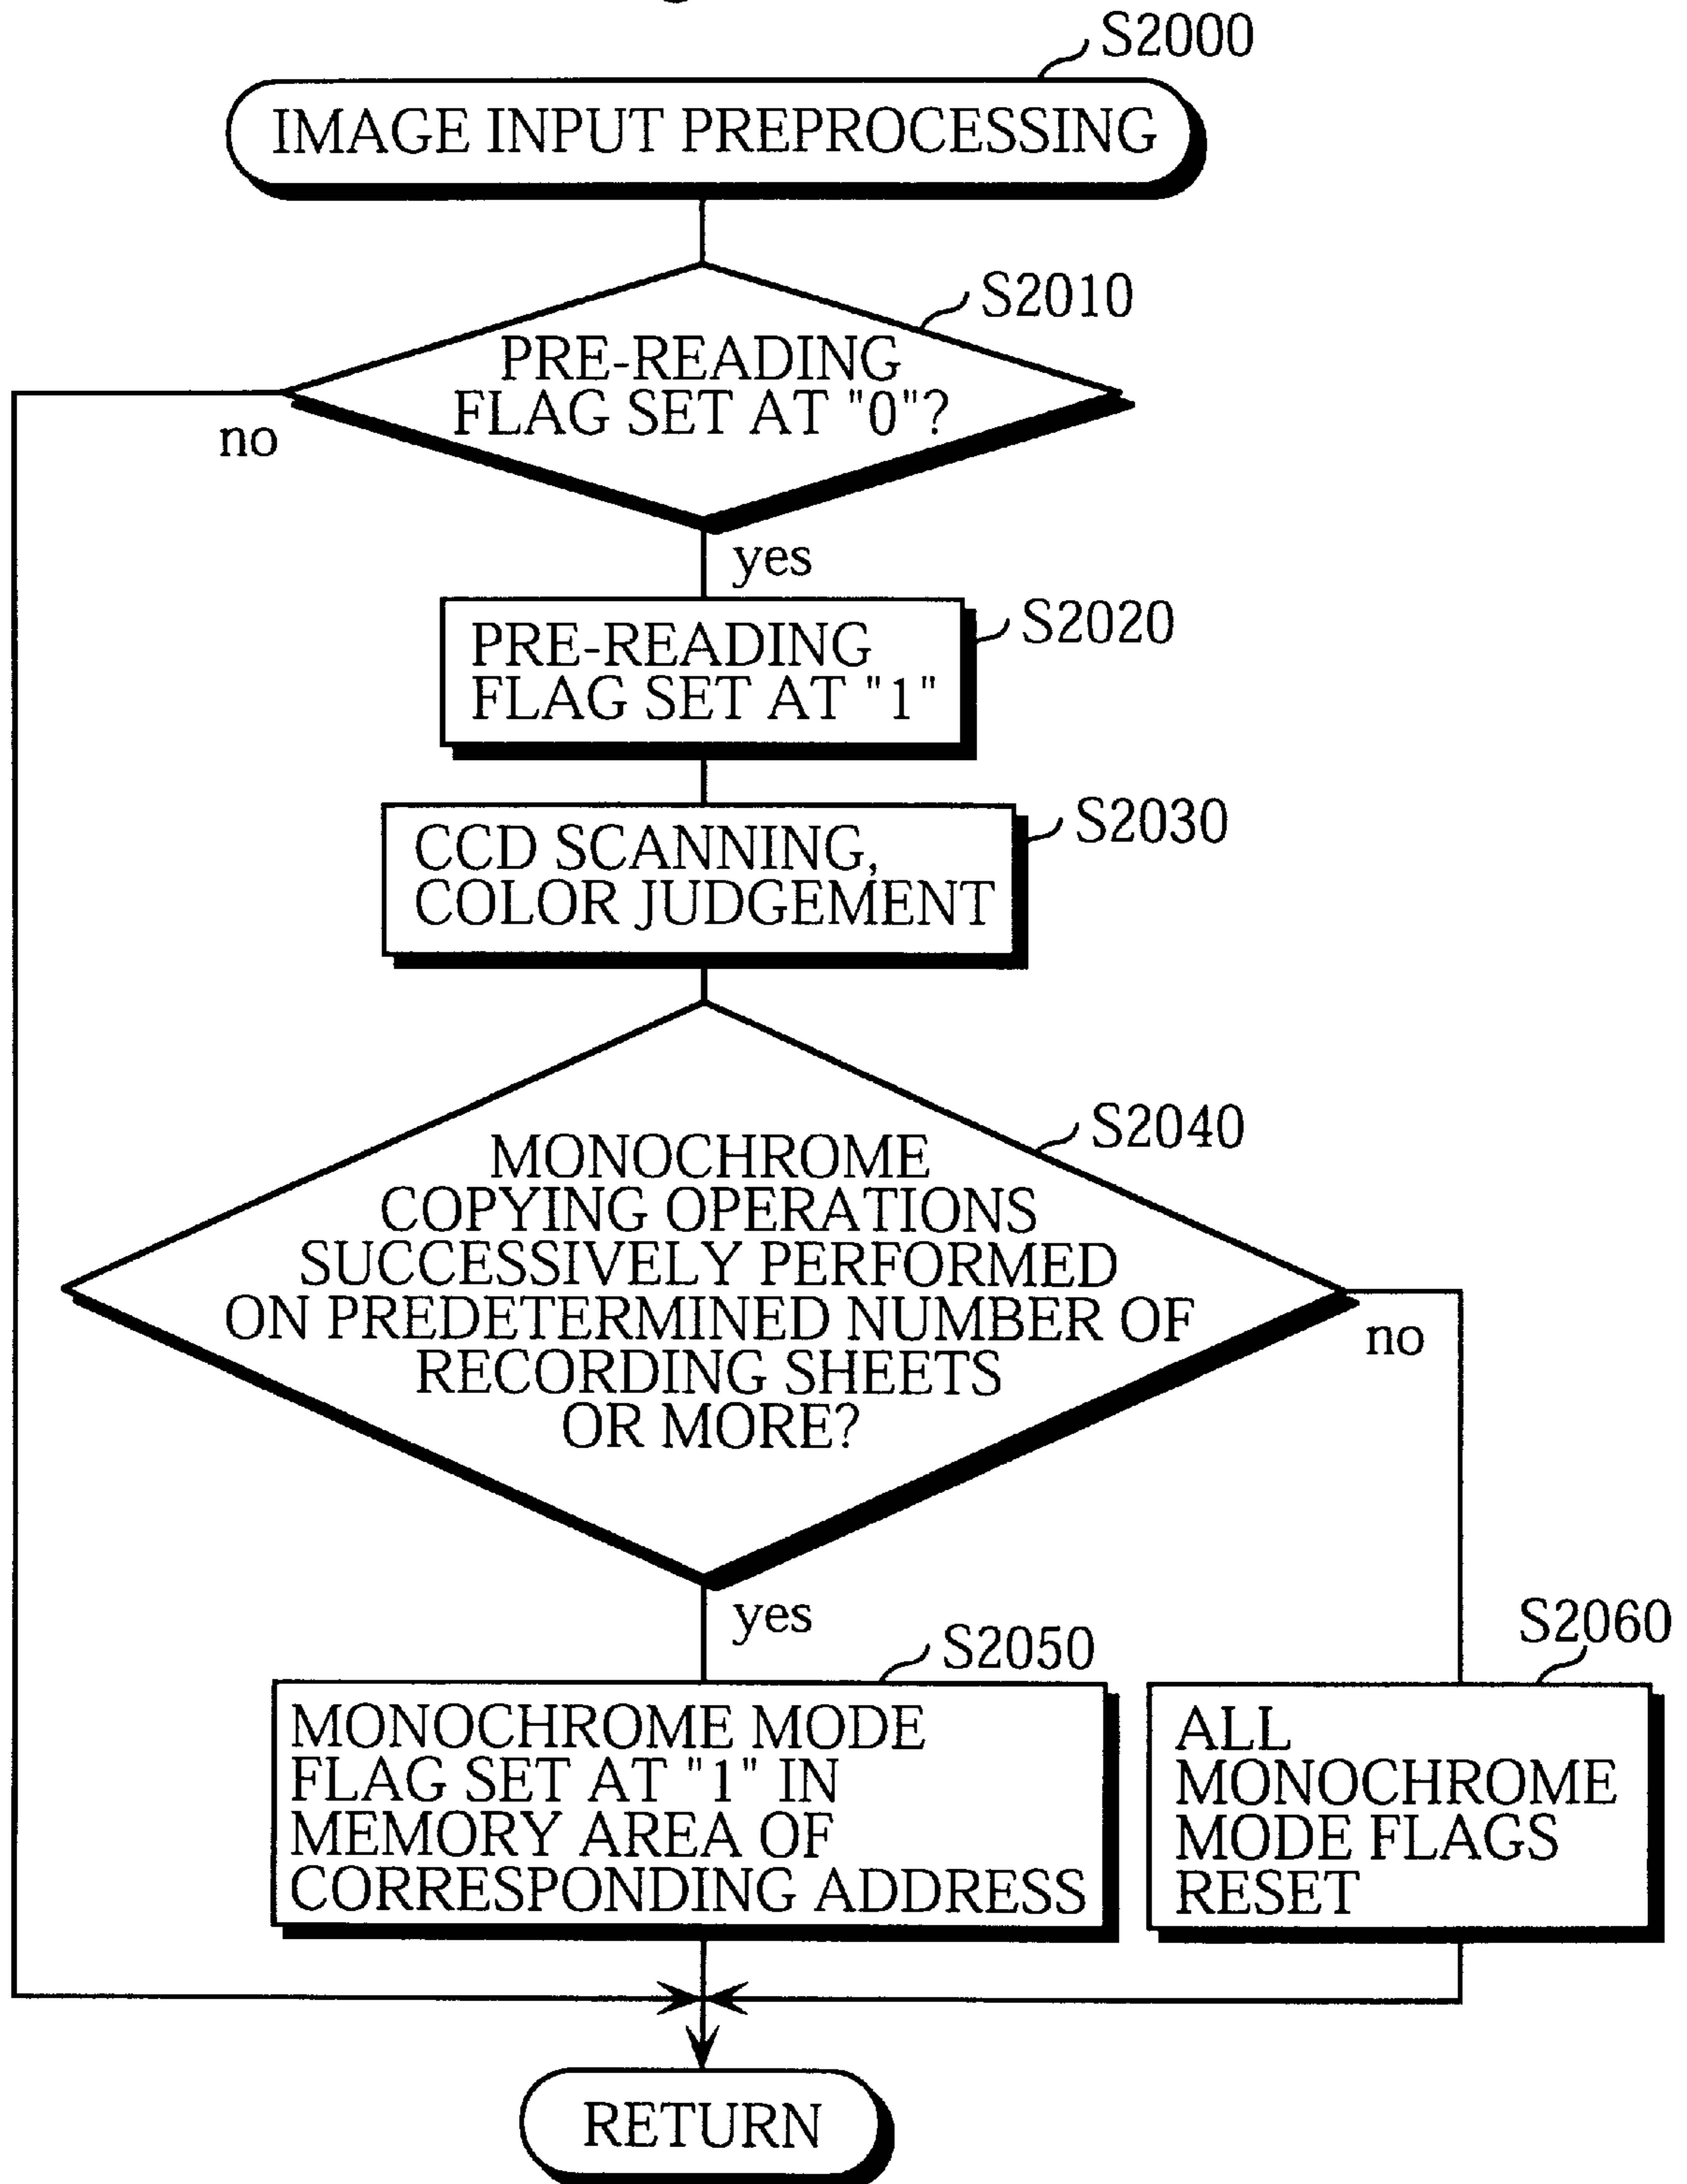 S2000
IMAGE INPUT PREPROCESSING
S2010
PRE-READING
FLAG SET AT "0"?
no
yes
S2020
PRE-READING
FLAG SET AT "1"
S2030
CCD SCANNING,
COLOR JUDGEMENT
S2040
MONOCHROME
COPYING OPERATIONS
SUCCESSIVELY PERFORMED
ON PREDETERMINED NUMBER OF
RECORDING SHEETS
OR MORE?
no
yes
S2050
MONOCHROME MODE
FLAG SET AT "1" IN
MEMORY AREA OF
CORRESPONDING ADDRESS
S2060
ALL
MONOCHROME
MODE FLAGS
RESET
RETURN